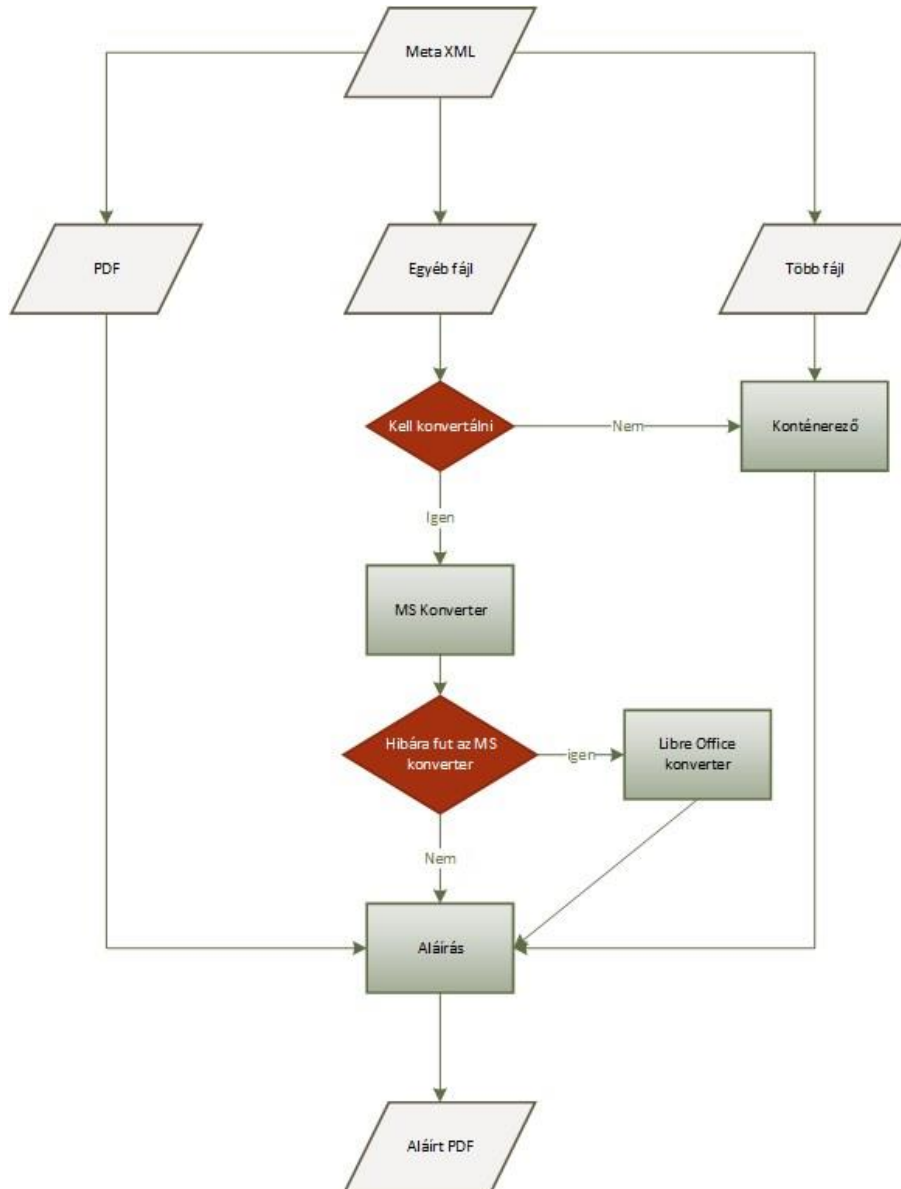 Meta XML
PDF
Egyéb fájl
Több fájl
Kell konvertálni
Nem
Konténerező
Igen
MS Konverter
Hibára fut az MS
konverter
igen
Libre Office
konverter
Nem
Aláírás
Aláírt PDF